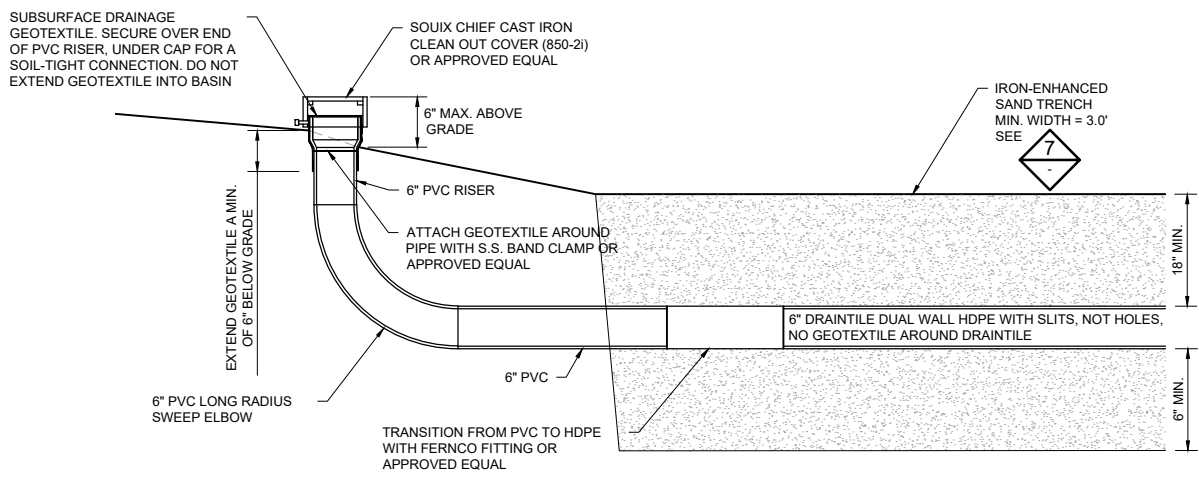 SUBSURFACE DRAINAGE
GEOTEXTILE. SECURE OVER END
OF PVC RISER, UNDER CAP FOR A
SOIL-TIGHT CONNECTION. DO NOT
EXTEND GEOTEXTILE INTO BASIN
SOUIX CHIEF CAST IRON
CLEAN OUT COVER (850-2i)
OR APPROVED EQUAL
6" MAX. ABOVE
GRADE
IRON-ENHANCED
SAND TRENCH
MIN. WIDTH = 3.0'
SEE
7
-
EXTEND GEOTEXTILE A MIN.
OF 6" BELOW GRADE
6" PVC RISER
ATTACH GEOTEXTILE AROUND
PIPE WITH S.S. BAND CLAMP OR
APPROVED EQUAL
18" MIN.
6" DRAINTILE DUAL WALL HDPE WITH SLITS, NOT HOLES,
NO GEOTEXTILE AROUND DRAINTILE
6" MIN.
6" PVC
6" PVC LONG RADIUS
SWEEP ELBOW
TRANSITION FROM PVC TO HDPE
WITH FERNCO FITTING OR
APPROVED EQUAL